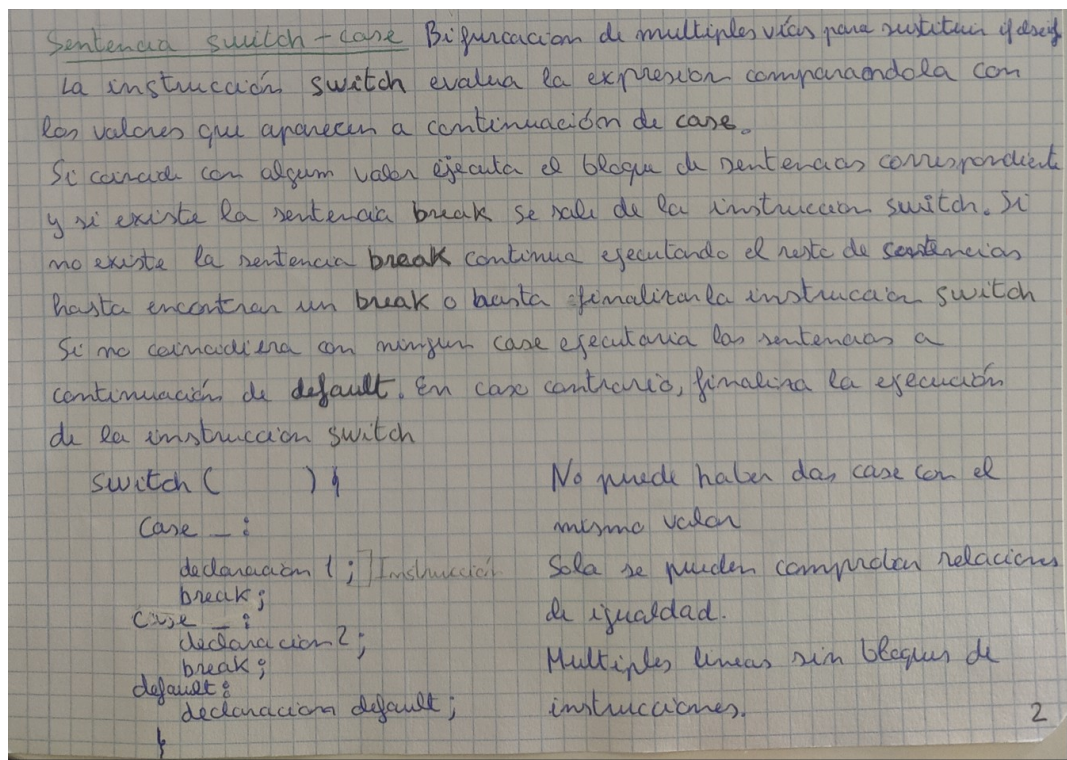 Sentencia switch-case Bifurcacion de multiples vías para sustituir if elseif
La instrucción switch evalua la expresion comparandola con
los valores que aparecen a continuación de case.
Si coincide con algum valor ejecuta el bloque de sentencias correspondiente
y si existe la sentencia break se sale de la instruccion switch. Si
no existe la sentencia break continua ejecutando el resto de sentencias
hasta encontrar un break o hasta finalizar la instruccion switch
Si no coincidiera con ningun case ejecutaria las sentencias a
continuación de default. En caso contrario, finaliza la ejecución
de la instruccion switch
switch ( ) {
case _:
declaracion 1; ] Instrucción
break;
case _:
declaracion 2;
break;
default:
declaracion default;
}
No puede haber dos case con el
mismo valor
Solo se pueden comprobar relaciones
de igualdad.
Multiples lineas sin bloques de
instrucciones.
2